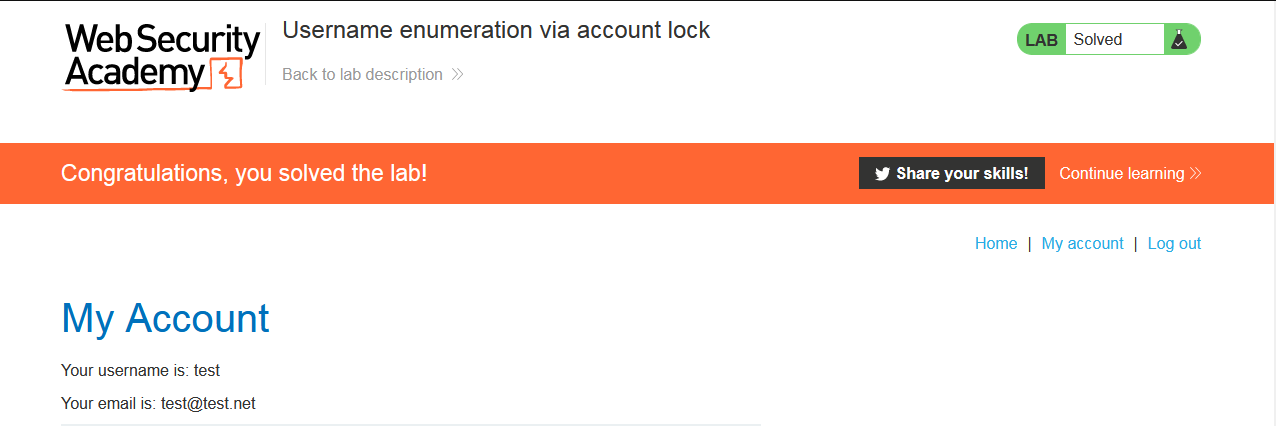 Web Security
Academy
Username enumeration via account lock
Back to lab description
LAB Solved
Congratulations, you solved the lab!
Share your skills! Continue learning
Home | My account | Log out
My Account
Your username is: test
Your email is: test@test.net